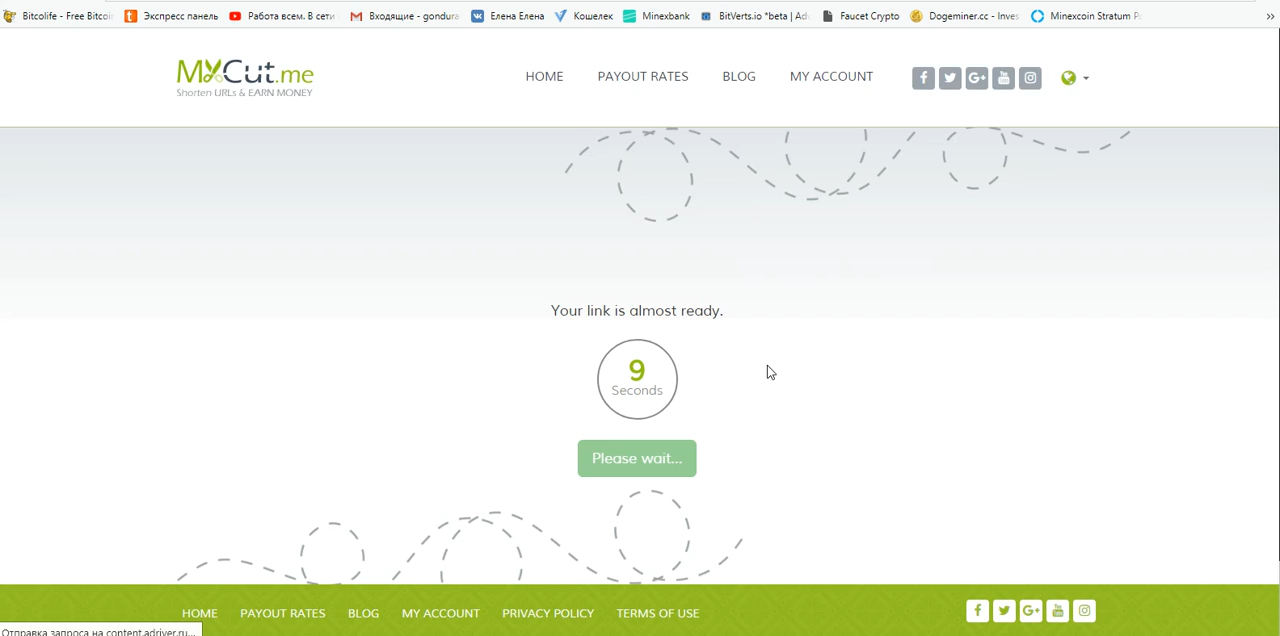 Bitcolife - Free Bitcoi Экспресс панель Работа всем. В сети Входящие - gondura Елена Елена Кошелек Minexbank BitVerts.io *beta | Ad Faucet Crypto Dogeminer.cc - Inves Minexcoin Stratum P »
MyCut.me
Shorten URLs & EARN MONEY
HOME PAYOUT RATES BLOG MY ACCOUNT
Your link is almost ready.
9
Seconds
Please wait...
HOME PAYOUT RATES BLOG MY ACCOUNT PRIVACY POLICY TERMS OF USE
Отправка запроса на content.adriver.ru...